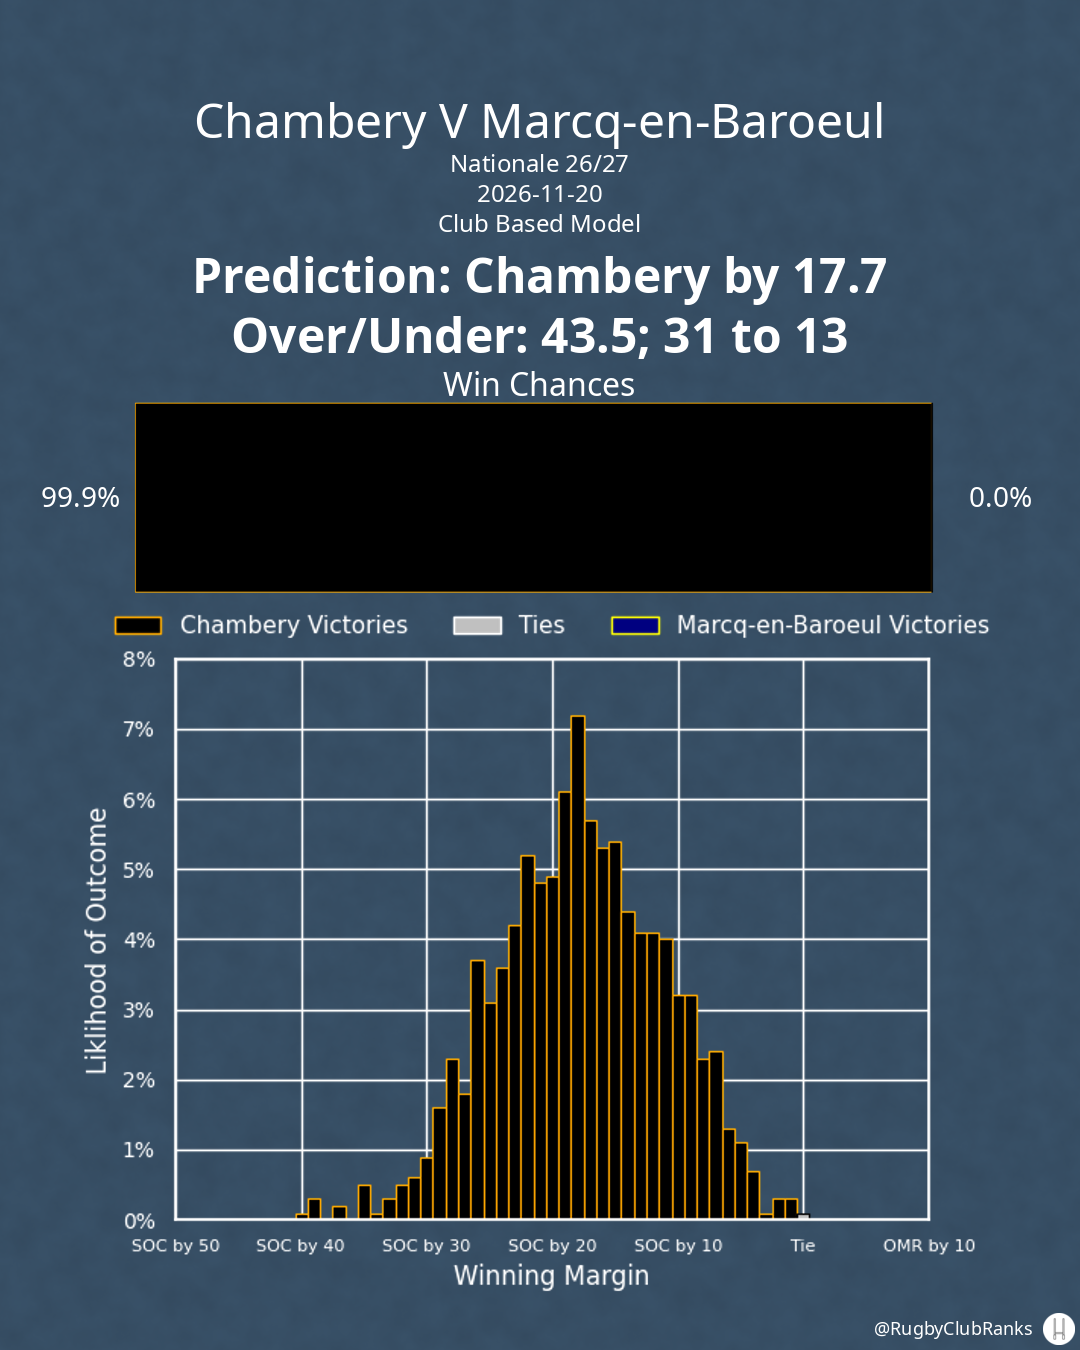 Chambery V Marcq-en-Baroeul
Nationale 26/27
2026-11-20
Club Based Model
Prediction: Chambery by 17.7
Over/Under: 43.5; 31 to 13
Win Chances
99.9%
0.0%
Chambery Victories
Ties
Marcq-en-Baroeul Victories
8%
7%
6%
5%
4%
3%
2%
1%
0%
Liklihood of Outcome
SOC by 50
SOC by 40
SOC by 30
SOC by 20
SOC by 10
Tie
OMR by 10
Winning Margin
@RugbyClubRanks